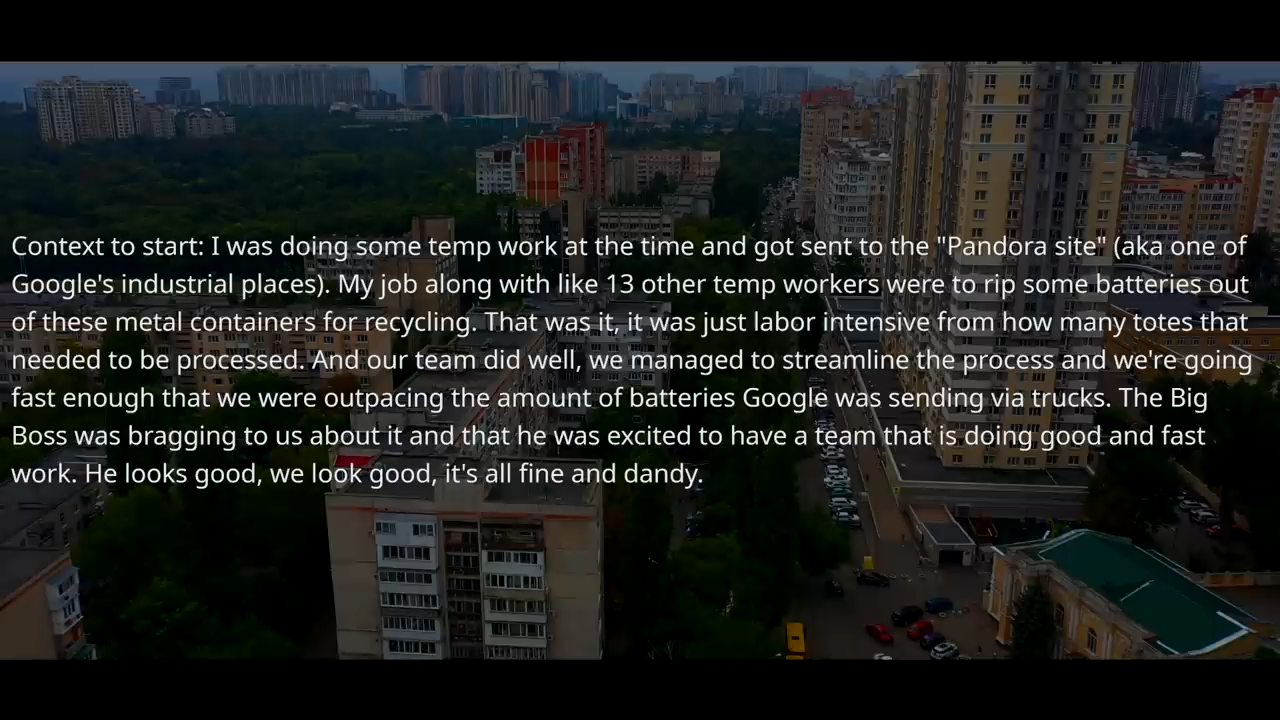 Context to start: I was doing some temp work at the time and got sent to the "Pandora site" (aka one of
Google's industrial places). My job along with like 13 other temp workers were to rip some batteries out
of these metal containers for recycling. That was it, it was just labor intensive from how many totes that
needed to be processed. And our team did well, we managed to streamline the process and we're going
fast enough that we were outpacing the amount of batteries Google was sending via trucks. The Big
Boss was bragging to us about it and that he was excited to have a team that is doing good and fast
work. He looks good, we look good, it's all fine and dandy.